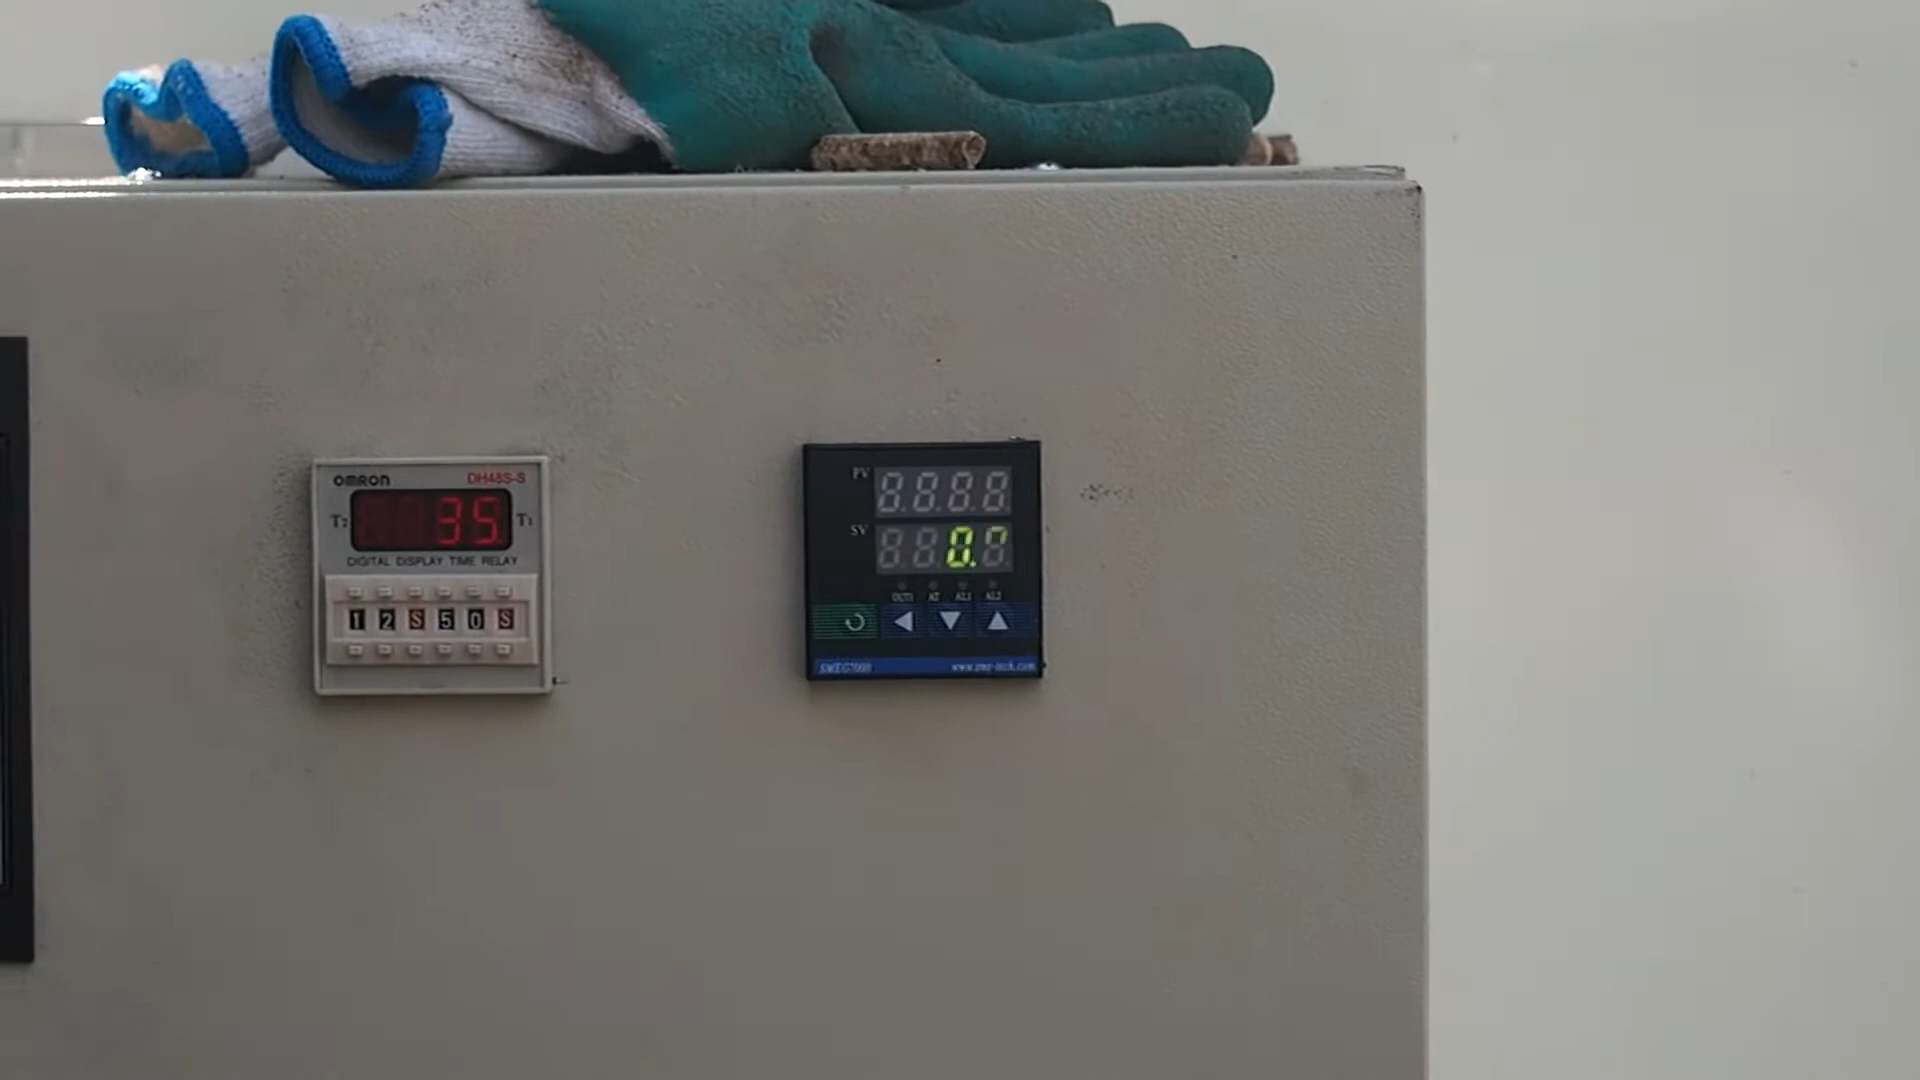 OMRON DH48S-S
T2 35 T1
DIGITAL DISPLAY TIME RELAY
1 2 S 5 0 S
PV
SV 0.
OUT1 AT AL1 AL2